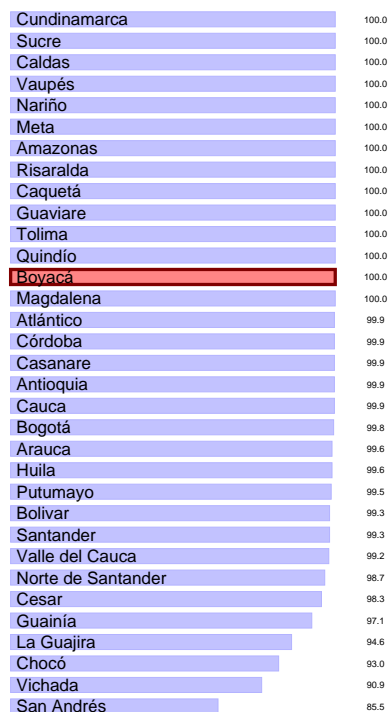 Cundinamarca 100.0
Sucre 100.0
Caldas 100.0
Vaupés 100.0
Nariño 100.0
Meta 100.0
Amazonas 100.0
Risaralda 100.0
Caquetá 100.0
Guaviare 100.0
Tolima 100.0
Quindío 100.0
Boyacá 100.0
Magdalena 100.0
Atlántico 99.9
Córdoba 99.9
Casanare 99.9
Antioquia 99.9
Cauca 99.9
Bogotá 99.8
Arauca 99.6
Huila 99.6
Putumayo 99.5
Bolivar 99.3
Santander 99.3
Valle del Cauca 99.2
Norte de Santander 98.7
Cesar 98.3
Guainía 97.1
La Guajira 94.6
Chocó 93.0
Vichada 90.9
San Andrés 85.5